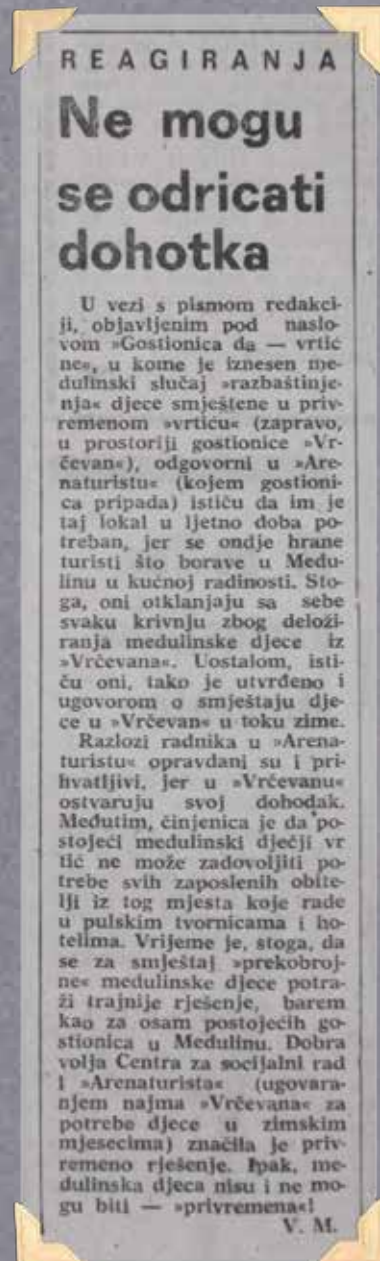 REAGIRANJA
Ne mogu
se odricati
dohotka
U vezi s pismom redakci-
ji, objavljenim pod naslo-
vom »Gostionica da — vrtić
ne«, u kome je iznesen me-
dulinski slučaj »razbaštinje-
nja« djece smještene u priv-
remenom »vrtiću« (zapravo,
u prostoriji gostionice »Vr-
čevan«), odgovorni u »Are-
naturistu« (kojem gostioni-
ca pripada) ističu da im je
taj lokal u ljetno doba po-
treban, jer se ondje hrane
turisti što borave u Medu-
linu u kućnoj radinosti. Sto-
ga, oni otklanjaju sa sebe
svaku krivnju zbog deloži-
ranja medulinske djece iz
»Vrčevana«. Uostalom, isti-
ču oni, tako je utvrđeno i
ugovorom o smještaju dje-
ce u »Vrčevan« u toku zime.
Razlozi radnika u »Arena-
turistu« opravdani su i pri-
hvatljivi, jer u »Vrčevanu«
ostvaruju svoj dohodak.
Međutim, činjenica je da po-
stojeći medulinski dječji vr
tić ne može zadovoljiti po-
trebe svih zaposlenih obite-
lji iz tog mjesta koje rade
u pulskim tvornicama i ho-
telima. Vrijeme je, stoga, da
se za smještaj »prekobroj-
ne« medulinske djece potra-
ži trajnije rješenje, barem
kao za osam postojećih go-
stionica u Medulinu. Dobra
volja Centra za socijalni rad
i »Arenaturista« (ugovara-
njem najma »Vrčevana« za
potrebe djece u zimskim
mjesecima) značila je priv-
remeno rješenje. Ipak, me-
dulinska djeca nisu i ne mo-
gu biti — »privremena«!
V. M.